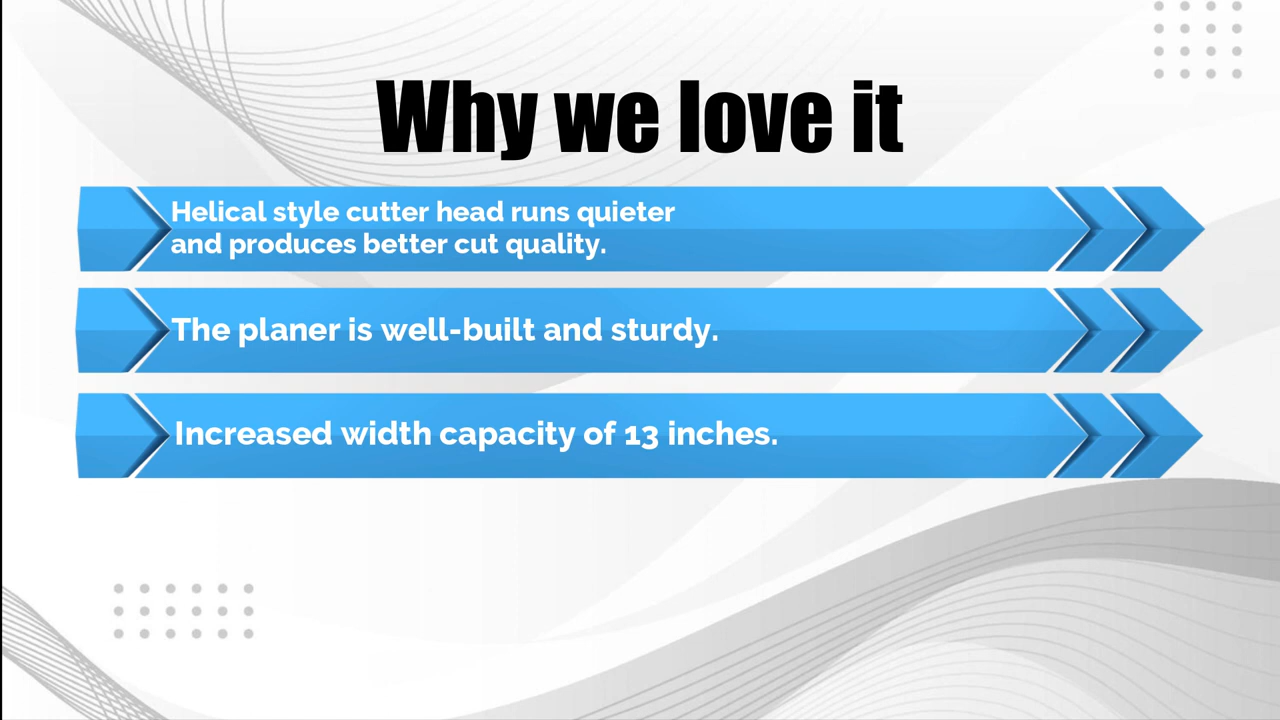 Why we love it
Helical style cutter head runs quieter
and produces better cut quality.
The planer is well-built and sturdy.
Increased width capacity of 13 inches.